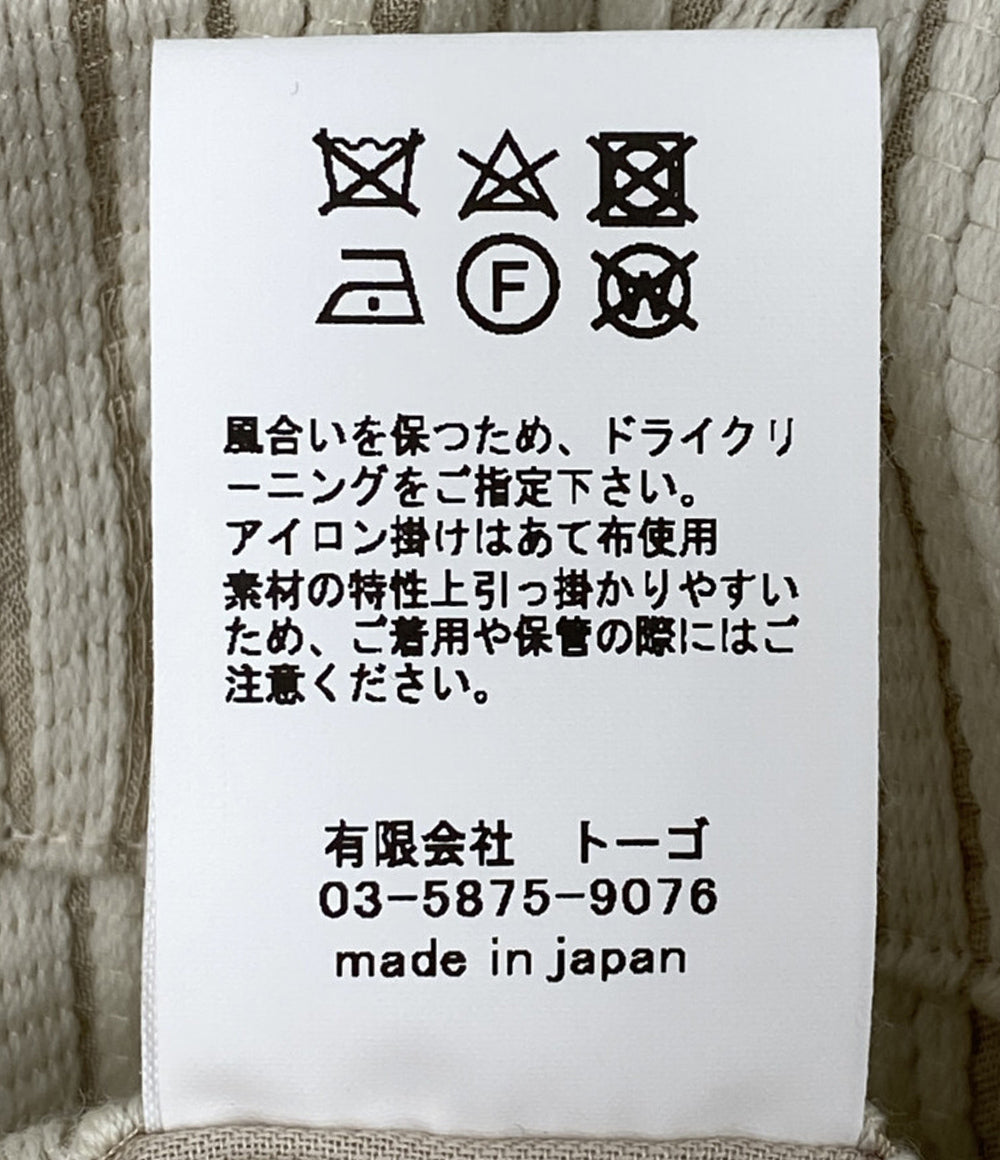 F
W
風合いを保つため、ドライクリ
ーニングをご指定下さい。
アイロン掛けはあて布使用
素材の特性上引っ掛かりやすい
ため、ご着用や保管の際にはご
注意ください。
有限会社　トーゴ
03-5875-9076
made in japan